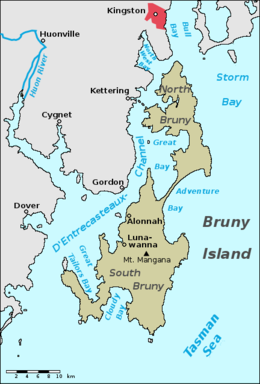 Kingston
Huonville
Bull
Bay
North
West
Bay
Huon River
Storm
Bay
Kettering
North
Bruny
Cygnet
Channel
Great
Bay
Gordon
Adventure
Bay
Dover
D'Entrecasteaux
Alonnah
Bruny
Island
Luna-
wanna
Mt. Mangana
Great
Taylors Bay
South
Bruny
Cloudy
Bay
Tasman
Sea
2 4 6 8 10 km